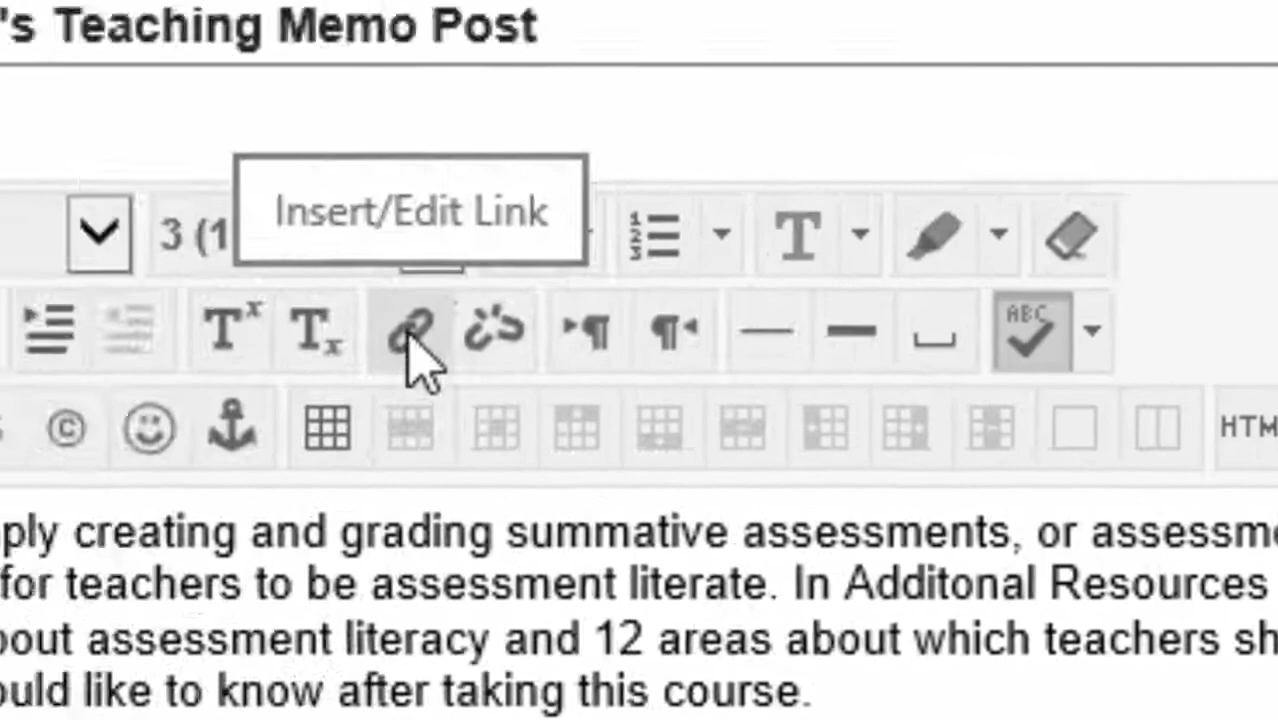 's Teaching Memo Post
Insert/Edit Link
3 (1
T
T x T x
ABC
©
HTM
ply creating and grading summative assessments, or assessme
for teachers to be assessment literate. In Additonal Resources
bout assessment literacy and 12 areas about which teachers sh
ould like to know after taking this course.